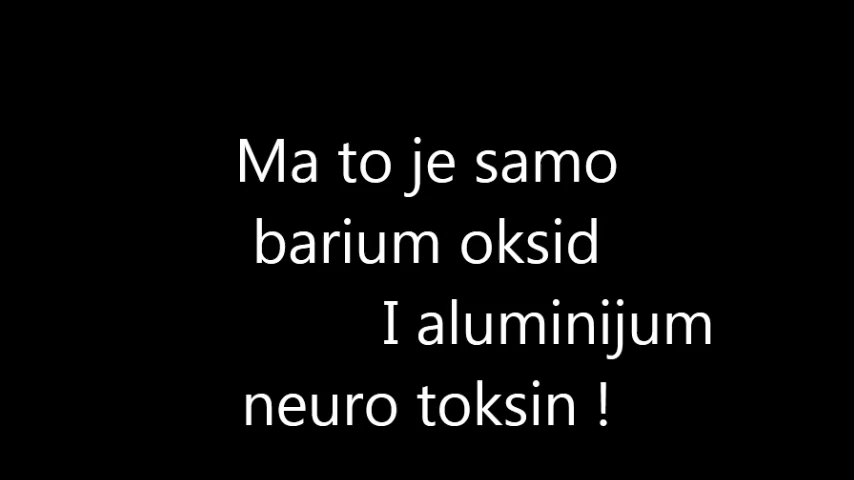 Ma to je samo
barium oksid
I aluminijum
neuro toksin !